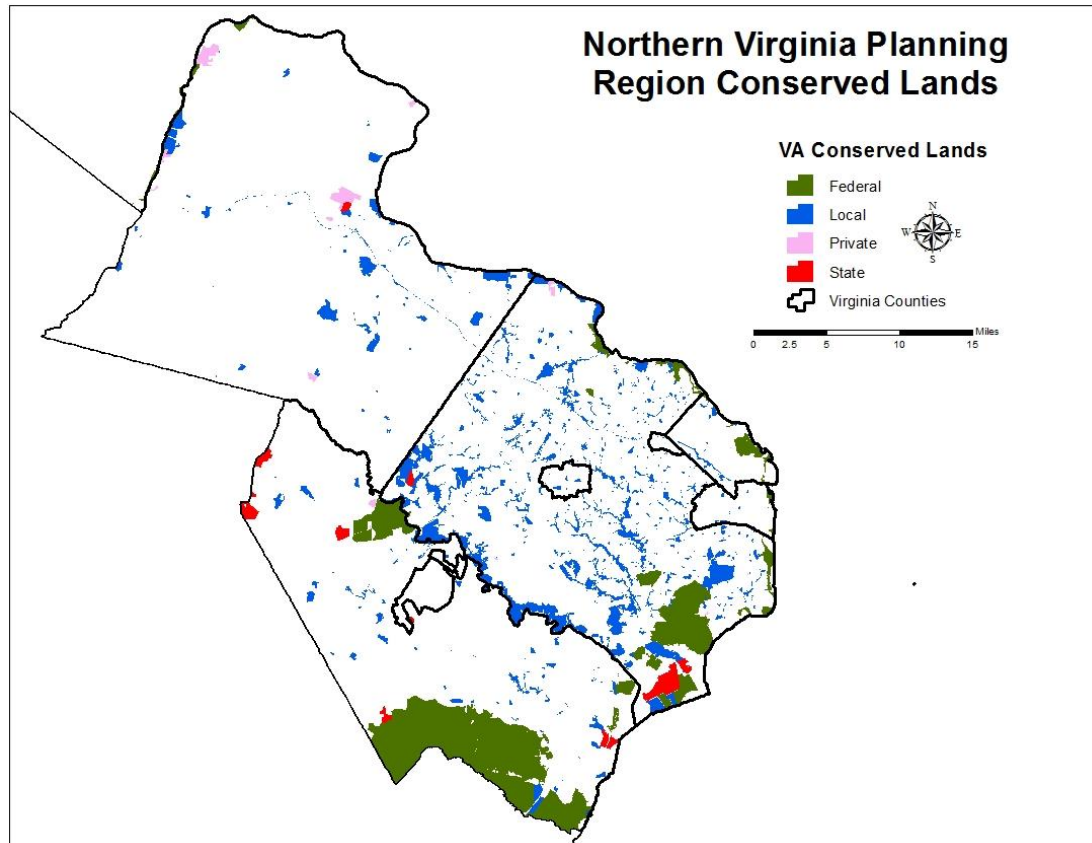 Northern Virginia Planning
Region Conserved Lands
VA Conserved Lands
Federal
Local
Private
State
Virginia Counties
N
W E
S
Miles
0 2.5 5 10 15